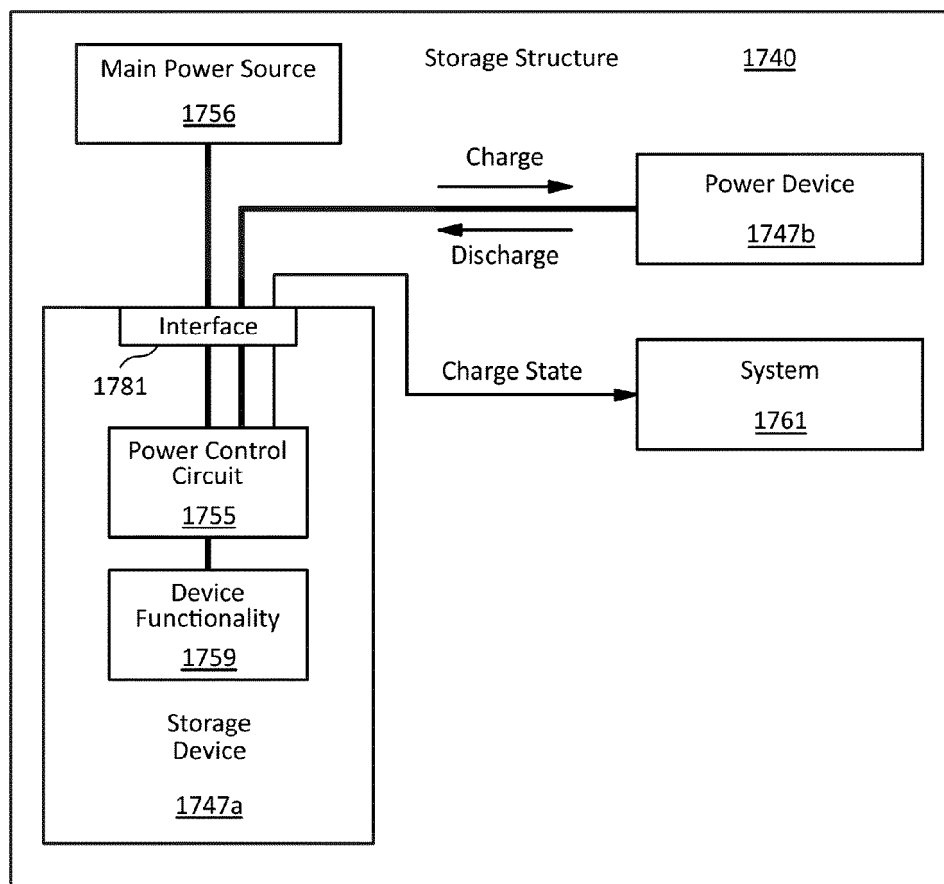 Main Power Source
1756
Storage Structure 1740
Charge
Discharge
Power Device
1747b
Interface
1781
Charge State
System
1761
Power Control
Circuit
1755
Device
Functionality
1759
Storage
Device
1747a